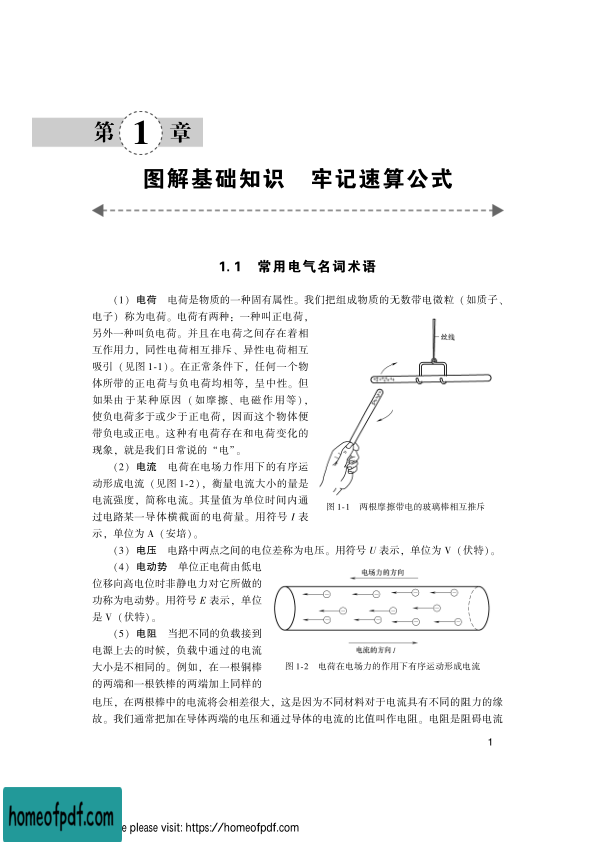 第1章
图解基础知识 牢记速算公式
1.1 常用电气名词术语
(1) 电荷 电荷是物质的一种固有属性。我们把组成物质的无数带电微粒(如质子、
电子)称为电荷。电荷有两种:一种叫正电荷,
另外一种叫负电荷。并且在电荷之间存在着相
互作用力,同性电荷相互排斥、异性电荷相互
吸引(见图1-1)。在正常条件下,任何一个物
体所带的正电荷与负电荷均相等,呈中性。但
如果由于某种原因(如摩擦、电磁作用等),
使负电荷多于或少于正电荷,因而这个物体便
带负电或正电。这种有电荷存在和电荷变化的
现象,就是我们日常说的“电”。
丝线
图1-1 两根摩擦带电的玻璃棒相互推斥
(2) 电流 电荷在电场力作用下的有序运
动形成电流(见图1-2),衡量电流大小的量是
电流强度,简称电流。其量值为单位时间内通
过电路某一导体横截面的电荷量。用符号I表
示,单位为A(安培)。
(3) 电压 电路中两点之间的电位差称为电压。用符号U表示,单位为V(伏特)。
(4) 电动势 单位正电荷由低电
位移向高电位时非静电力对它所做的
功称为电动势。用符号E表示,单位
是V(伏特)。
(5) 电阻 当把不同的负载接到
电源上去的时候,负载中通过的电流
大小是不相同的。例如,在一根铜棒
的两端和一根铁棒的两端加上同样的
电场力的方向
电流的方向I
图1-2 电荷在电场力的作用下有序运动形成电流
电压,在两根棒中的电流将会相差很大,这是因为不同材料对于电流具有不同的阻力的缘
故。我们通常把加在导体两端的电压和通过导体的电流的比值叫作电阻。电阻是阻碍电流
1
homeofpdf.com
e please visit: https://homeofpdf.com